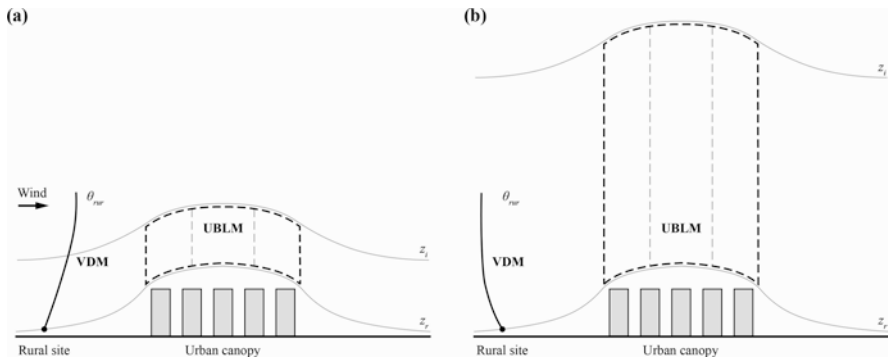 (a)
Wind
θrur
VDM
UBLM
zi
zr
Rural site
Urban canopy
(b)
zi
θrur
VDM
UBLM
zr
Rural site
Urban canopy